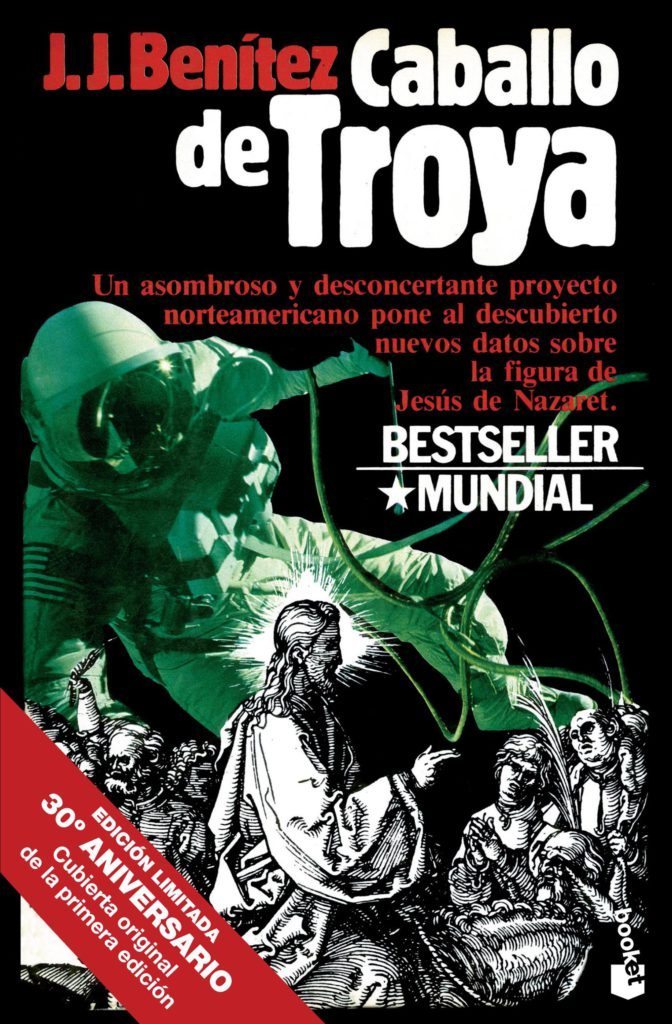 J.J.Benítez Caballo
de Troya
Un asombroso y desconcertante proyecto
norteamericano pone al descubierto
nuevos datos sobre
la figura de
Jesús de Nazaret.
BESTSELLER
★MUNDIAL
EDICIÓN LIMITADA
30º ANIVERSARIO
Cubierta original
de la primera edición
booket